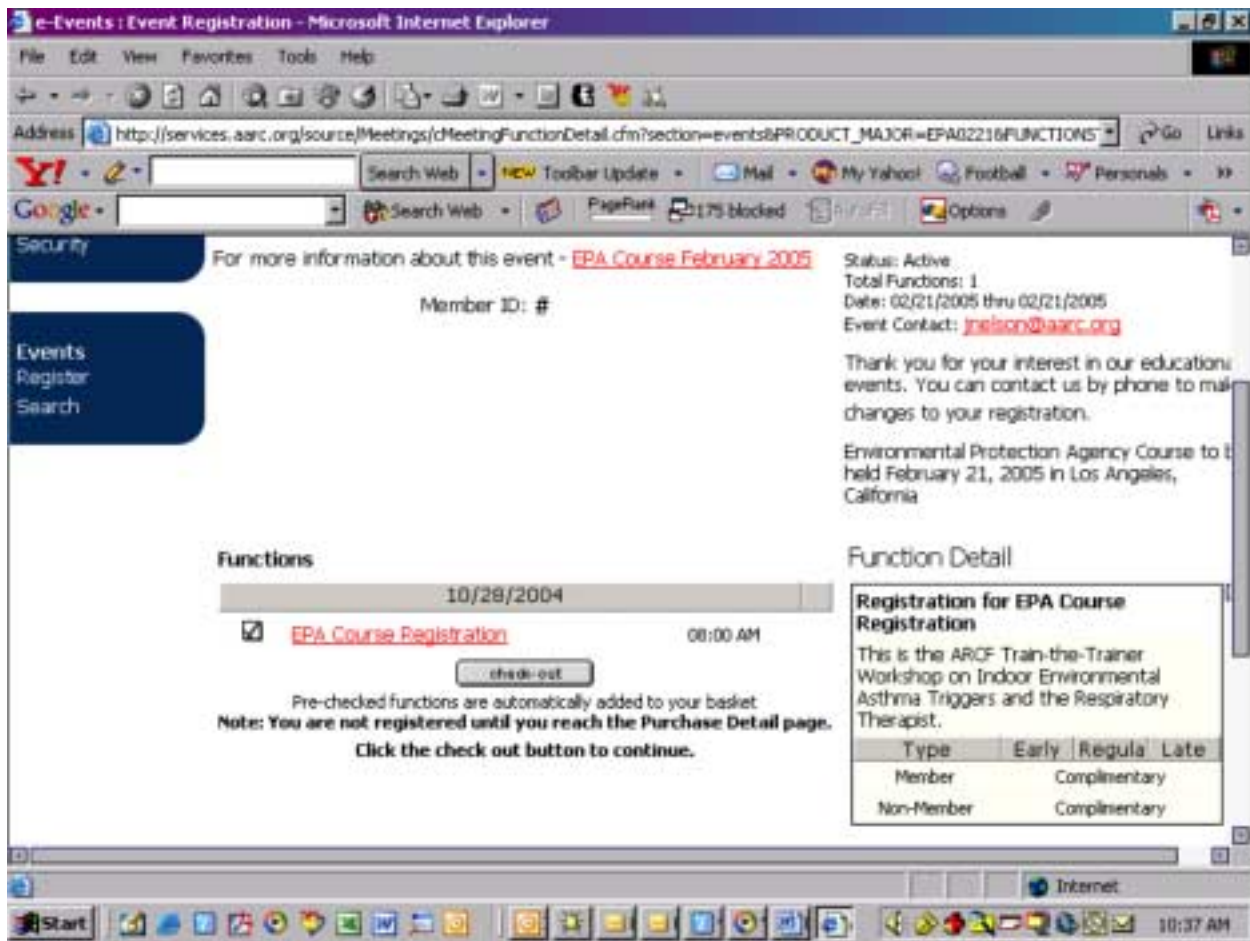 e-Events : Event Registration - Microsoft Internet Explorer
File Edit View Favorites Tools Help
Address http://services.aarc.org/source/Meetings/cMeetingFunctionDetail.cfm?section=events&PRODUCT_MAJOR=EPA0221&FUNCTIONS Go Links
Y! Search Web NEW Toolbar Update Mail My Yahoo! Football Personals
Google Search Web PageRank 175 blocked AutoFill Options
Security
For more information about this event - EPA Course February 2005
Member ID: #
Events
Register
Search
Status: Active
Total Functions: 1
Date: 02/21/2005 thru 02/21/2005
Event Contact: jnelson@aarc.org
Thank you for your interest in our educationa
events. You can contact us by phone to mak
changes to your registration.
Environmental Protection Agency Course to b
held February 21, 2005 in Los Angeles,
California
Functions
10/28/2004
EPA Course Registration 08:00 AM
check-out
Pre-checked functions are automatically added to your basket
Note: You are not registered until you reach the Purchase Detail page.
Click the check out button to continue.
Function Detail
Registration for EPA Course
Registration
This is the ARCF Train-the-Trainer
Workshop on Indoor Environmental
Asthma Triggers and the Respiratory
Therapist.
Type Early Regula Late
Member Complimentary
Non-Member Complimentary
Internet
Start 10:37 AM